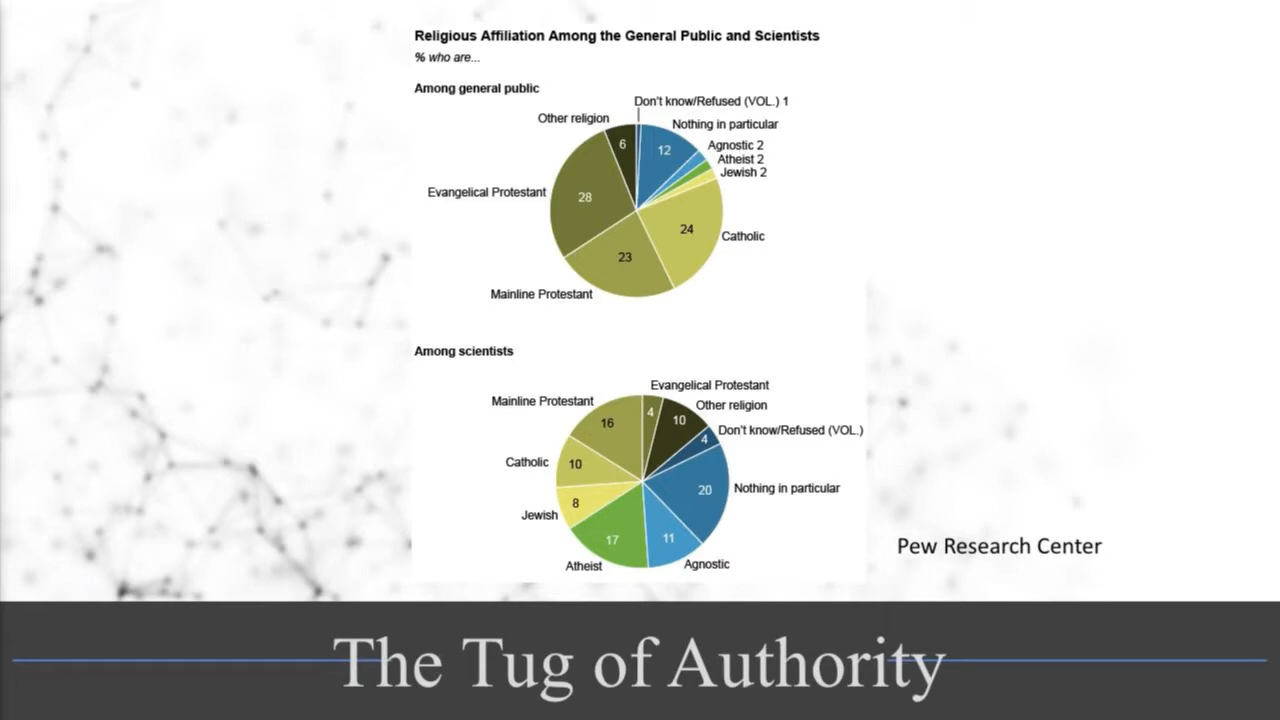 Religious Affiliation Among the General Public and Scientists
% who are...
Among general public
Don't know/Refused (VOL.) 1
Other religion
6
Nothing in particular
12
Agnostic 2
Atheist 2
Jewish 2
Evangelical Protestant
28
24
Catholic
23
Mainline Protestant
Among scientists
Evangelical Protestant
4
Other religion
10
Mainline Protestant
16
Don't know/Refused (VOL.)
4
Catholic
10
20
Nothing in particular
8
Jewish
17
Atheist
11
Agnostic
Pew Research Center
The Tug of Authority